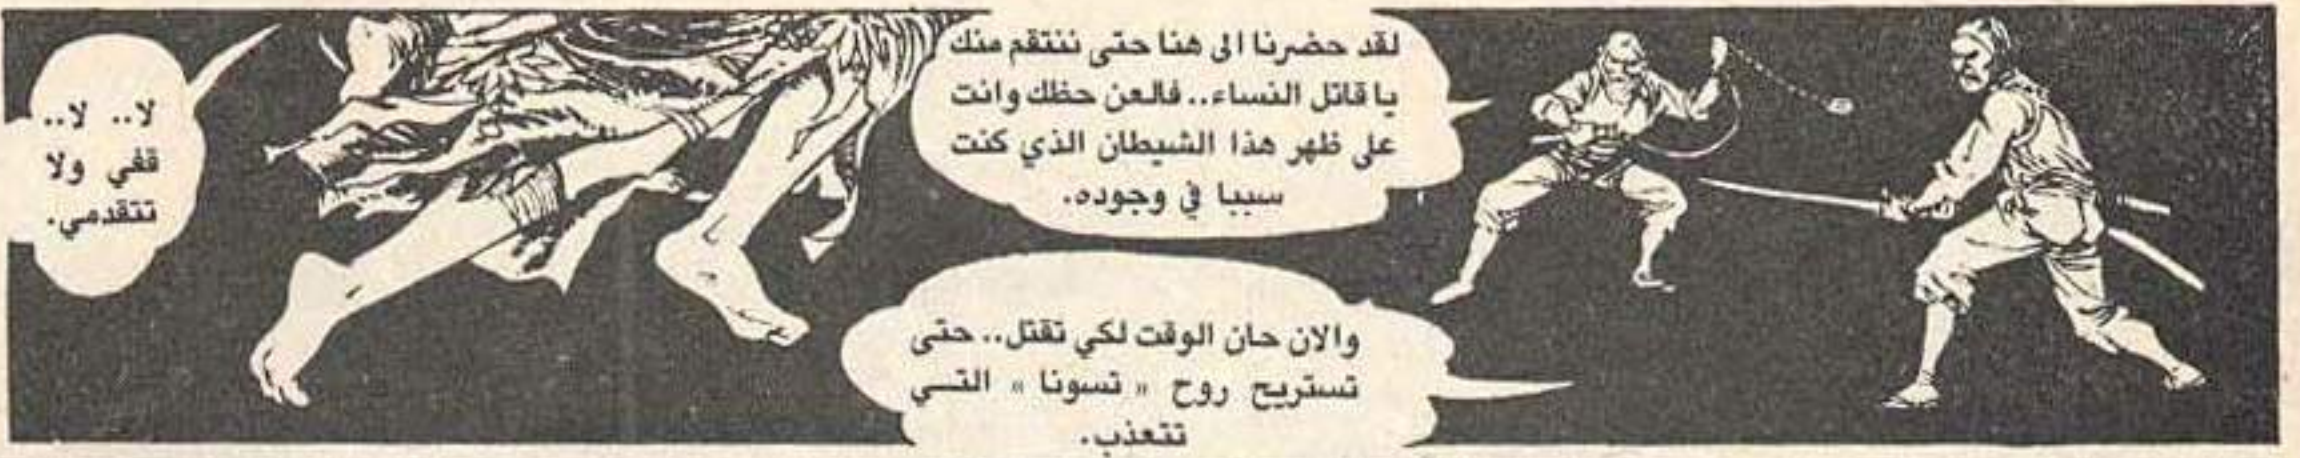 لقد حضرنا الى هنا حتى ننتقم منك
يا قاتل النساء.. فالعن حظك وانت
على ظهر هذا الشيطان الذي كنت
سببا في وجوده.
والان حان الوقت لكي تقتل.. حتى
تستريح روح « تسونا » التي
تتعذب.
لا.. لا..
قفي ولا
تتقدمي.